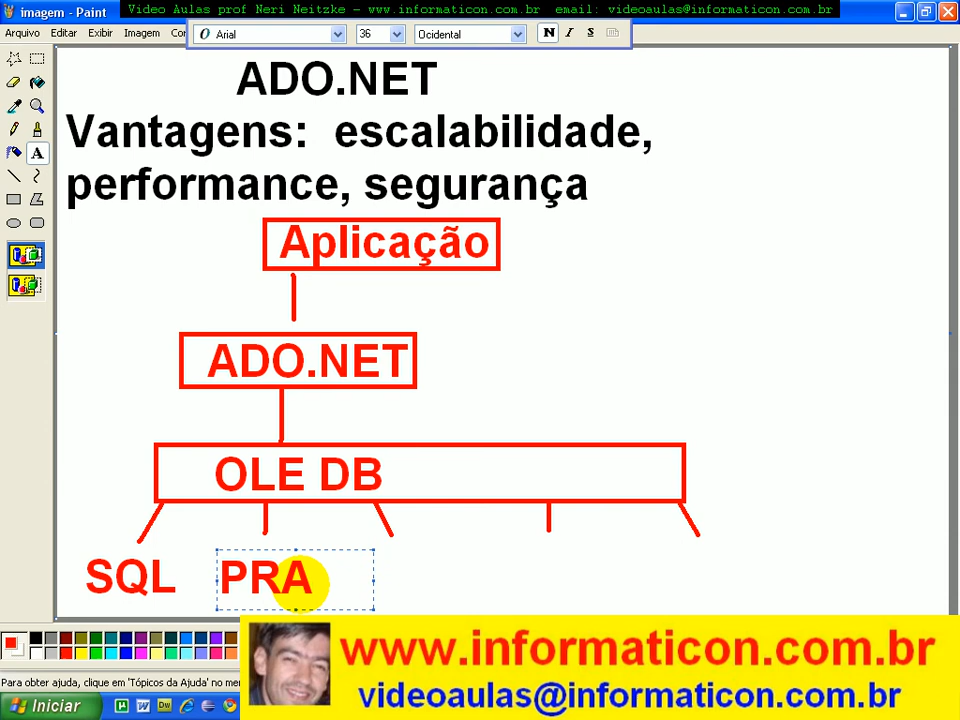 imagem - Paint
Video Aulas prof Neri Neitzke - www.informaticon.com.br email: videoaulas@informaticon.com.br
Arquivo Editar Exibir Imagem
O Arial 36 Ocidental N I S
A
ADO.NET
Vantagens: escalabilidade,
performance, segurança
Aplicação
ADO.NET
OLE DB
SQL PRA
www.informaticon.com.br
videoaulas@informaticon.com.br
Para obter ajuda, clique em 'Tópicos da Ajuda' no
Iniciar